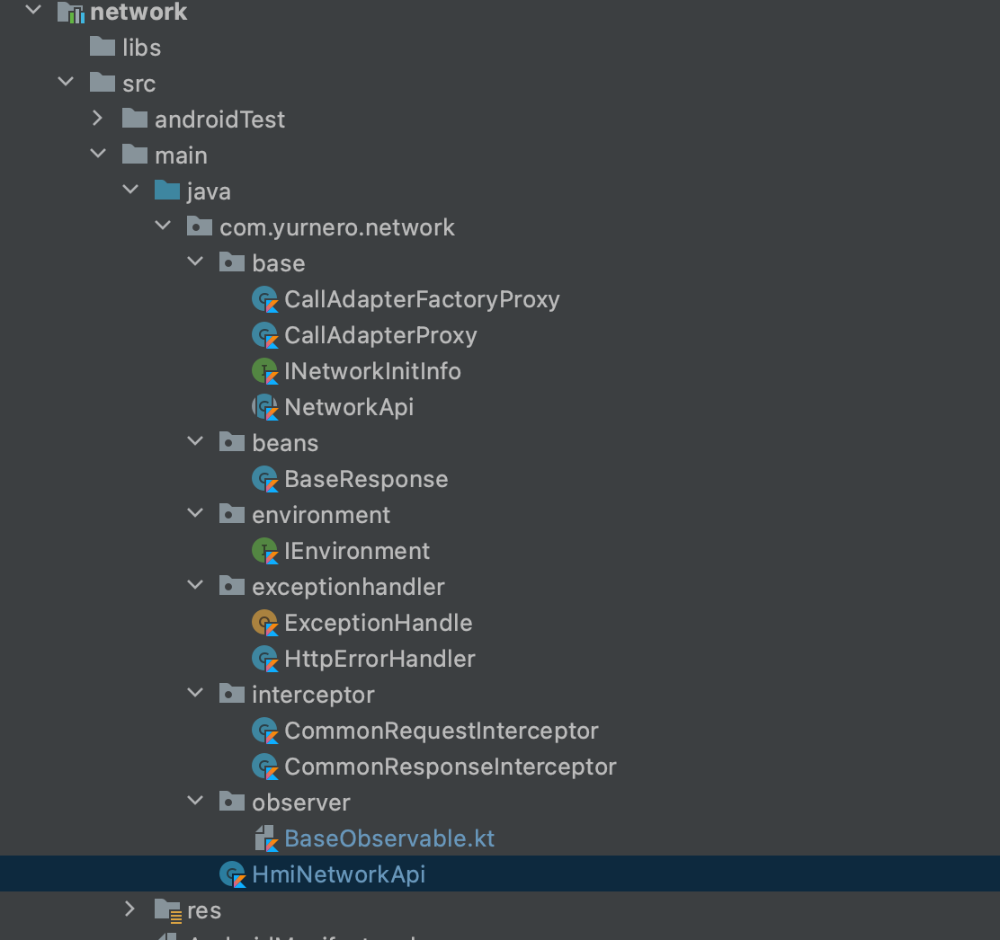 network
libs
src
androidTest
main
java
com.yurnero.network
base
CallAdapterFactoryProxy
CallAdapterProxy
INetworkInitInfo
NetworkApi
beans
BaseResponse
environment
IEnvironment
exceptionhandler
ExceptionHandle
HttpErrorHandler
interceptor
CommonRequestInterceptor
CommonResponseInterceptor
observer
BaseObservable.kt
HmiNetworkApi
res